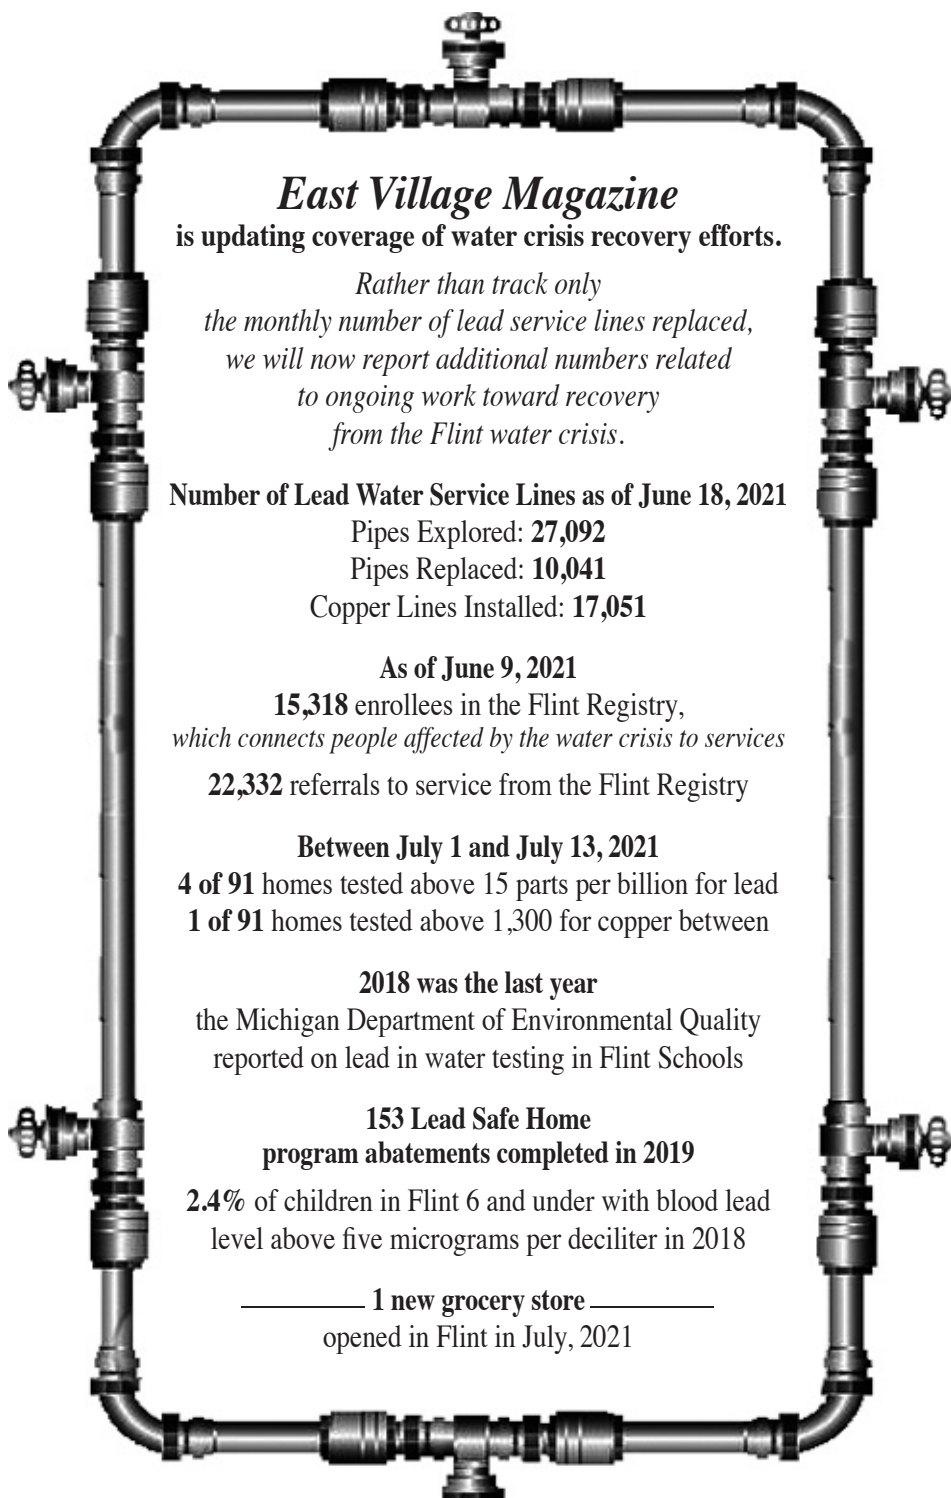 East Village Magazine
is updating coverage of water crisis recovery efforts.
Rather than track only
the monthly number of lead service lines replaced,
we will now report additional numbers related
to ongoing work toward recovery
from the Flint water crisis.
Number of Lead Water Service Lines as of June 18, 2021
Pipes Explored: 27,092
Pipes Replaced: 10,041
Copper Lines Installed: 17,051
As of June 9, 2021
15,318 enrollees in the Flint Registry,
which connects people affected by the water crisis to services
22,332 referrals to service from the Flint Registry
Between July 1 and July 13, 2021
4 of 91 homes tested above 15 parts per billion for lead
1 of 91 homes tested above 1,300 for copper between
2018 was the last year
the Michigan Department of Environmental Quality
reported on lead in water testing in Flint Schools
153 Lead Safe Home
program abatements completed in 2019
2.4% of children in Flint 6 and under with blood lead
level above five micrograms per deciliter in 2018
1 new grocery store
opened in Flint in July, 2021